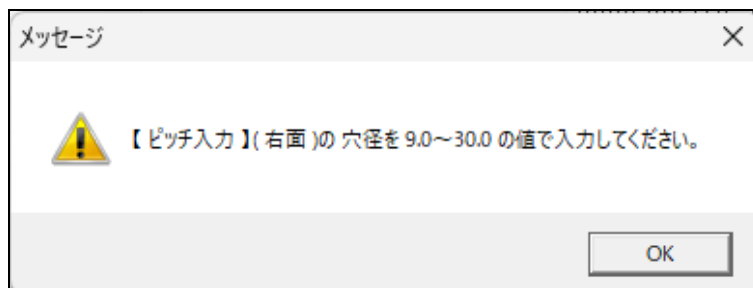 メッセージ
【 ピッチ入力 】( 右面 )の 穴径を 9.0～30.0 の値で入力してください。
OK